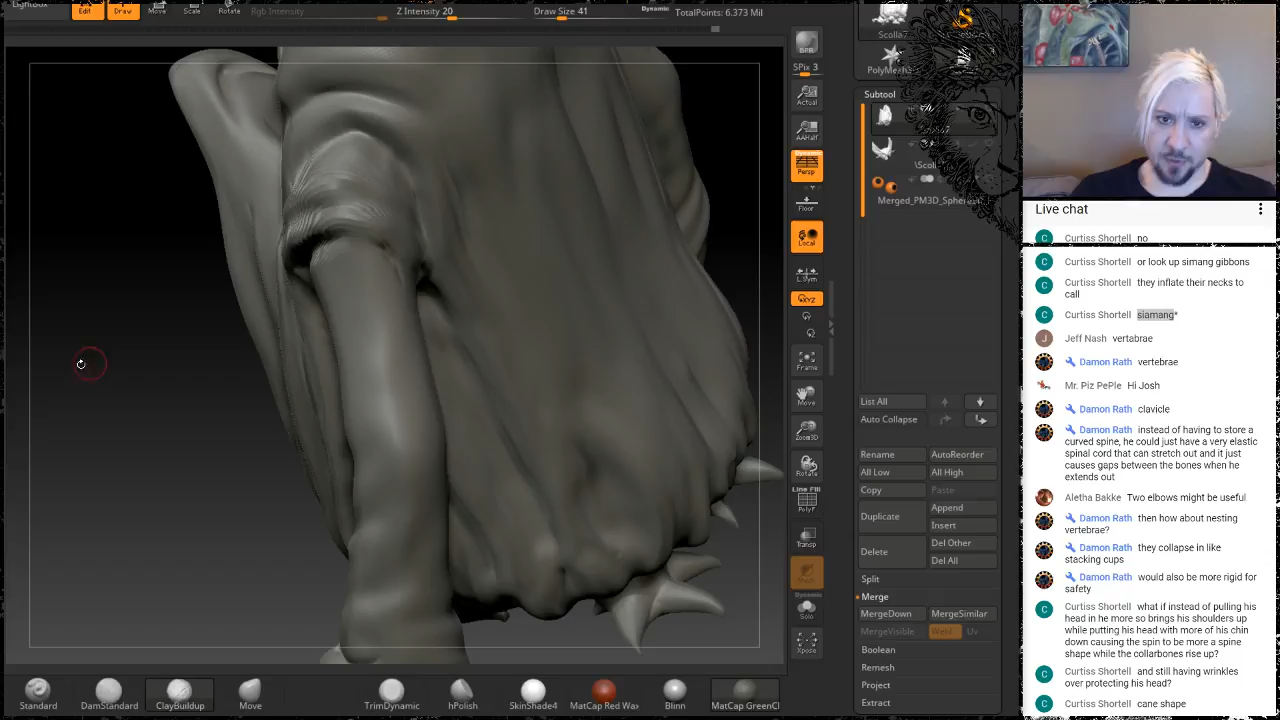 LightBox
Edit
Draw
Move
Scale
Rotate
Rgb Intensity
Z Intensity 20
Draw Size 41
Dynamic
TotalPoints: 6.373 Mil
BPR
SPix 3
Actual
AAHalf
Dynamic
Persp
Floor
Local
L.Sym
XYZ
Frame
Move
Zoom3D
Rotate
Line Fill
PolyF
Transp
Dynamic
Solo
Xpose
Scolla7
PolyMesh
Subtool
Merged_PM3D_Sphere
List All
Auto Collapse
Rename
AutoReorder
All Low
All High
Copy
Paste
Duplicate
Append
Insert
Delete
Del Other
Del All
Split
Merge
MergeDown
MergeSimilar
MergeVisible
Weld
Uv
Boolean
Remesh
Project
Extract
Standard
DamStandard
ClayBuildup
Move
TrimDynamic
hPolish
SkinShade4
MatCap Red Wax
Blinn
MatCap GreenCl
Live chat
C Curtiss Shortell no
C Curtiss Shortell or look up simang gibbons
C Curtiss Shortell they inflate their necks to
call
C Curtiss Shortell siamang*
J Jeff Nash vertabrae
Damon Rath vertebrae
Mr. Piz PePle Hi Josh
Damon Rath clavicle
Damon Rath instead of having to store a
curved spine, he could just have a very elastic
spinal cord that can stretch out and it just
causes gaps between the bones when he
extends out
Aletha Bakke Two elbows might be useful
Damon Rath then how about nesting
vertebrae?
Damon Rath they collapse in like
stacking cups
Damon Rath would also be more rigid for
safety
C Curtiss Shortell what if instead of pulling his
head in he more so brings his shoulders up
while putting his head with more of his chin
down causing the spin to be more a spine
shape while the collarbones rise up?
C Curtiss Shortell and still having wrinkles
over protecting his head?
C Curtiss Shortell cane shape